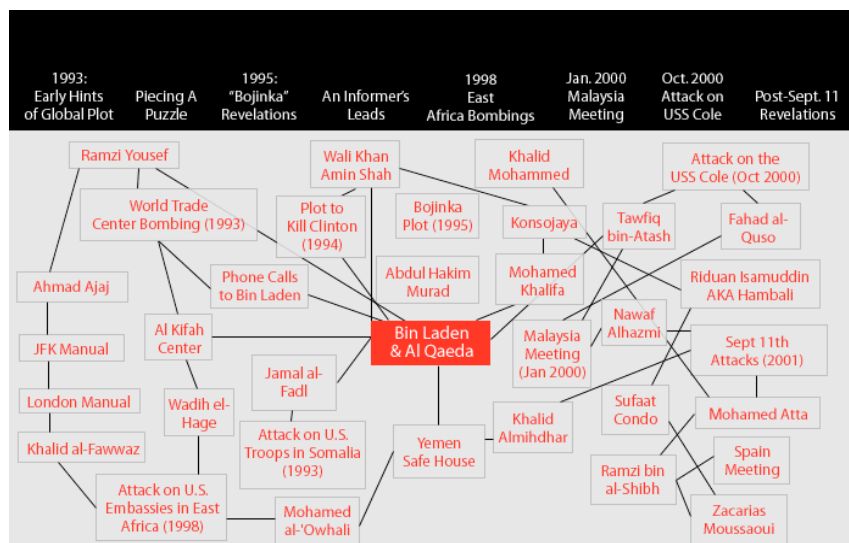 1993:
Early Hints
of Global Plot
Piecing A
Puzzle
1995:
"Bojinka"
Revelations
An Informer's
Leads
1998
East
Africa Bombings
Jan. 2000
Malaysia
Meeting
Oct. 2000
Attack on
USS Cole
Post-Sept. 11
Revelations
Ramzi Yousef
Wali Khan
Amin Shah
Khalid
Mohammed
Attack on the
USS Cole (Oct 2000)
World Trade
Center Bombing (1993)
Plot to
Kill Clinton
(1994)
Bojinka
Plot (1995)
Konsojaya
Tawfiq
bin-Atash
Fahad al-
Quso
Ahmad Ajaj
Phone Calls
to Bin Laden
Abdul Hakim
Murad
Mohamed
Khalifa
Riduan Isamuddin
AKA Hambali
Al Kifah
Center
Bin Laden
& Al Qaeda
Malaysia
Meeting
(Jan 2000)
Nawaf
Alhazmi
Sept 11th
Attacks (2001)
JFK Manual
Jamal al-
Fadl
London Manual
Wadih el-
Hage
Khalid
Almihdhar
Sufaat
Condo
Mohamed Atta
Khalid al-Fawwaz
Attack on U.S.
Troops in Somalia
(1993)
Yemen
Safe House
Ramzi bin
al-Shibh
Spain
Meeting
Attack on U.S.
Embassies in East
Africa (1998)
Mohamed
al-'Owhali
Zacarias
Moussaoui